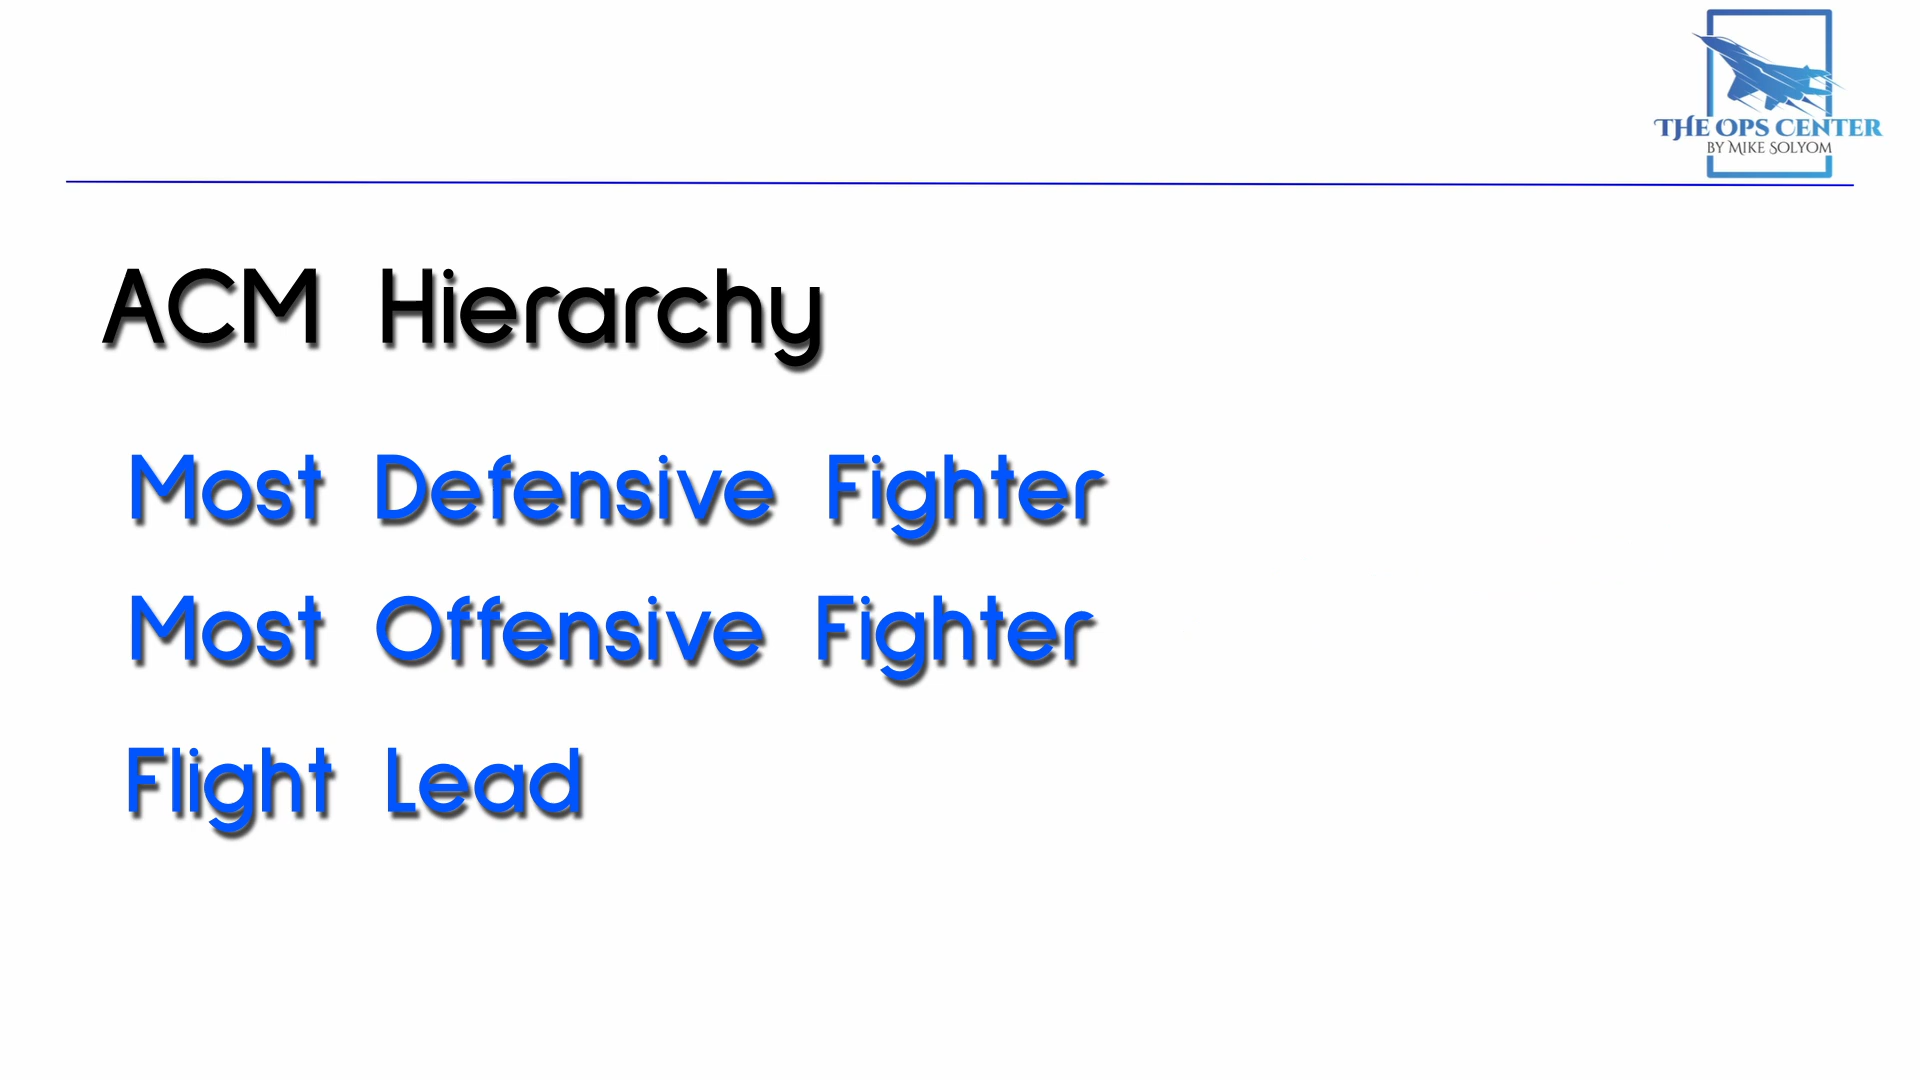 THE OPS CENTER
BY MIKE SOLYOM
ACM Hierarchy
Most Defensive Fighter
Most Offensive Fighter
Flight Lead